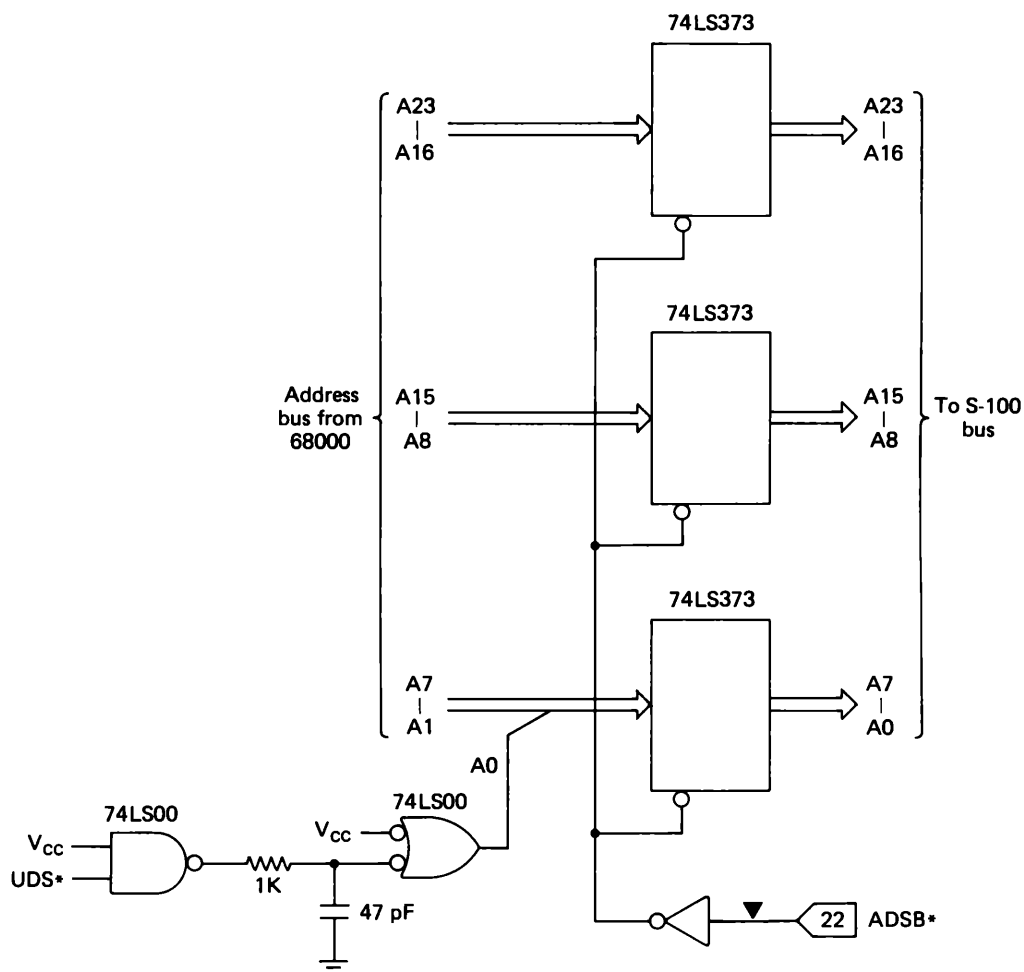 74LS373
A23
|
A16
A23
|
A16
74LS373
Address
bus from
68000
A15
|
A8
A15
|
A8
To S-100
bus
74LS373
A7
|
A1
A7
|
A0
A0
74LS00
74LS00
VCC
VCC
UDS*
1K
47 pF
22
ADSB*